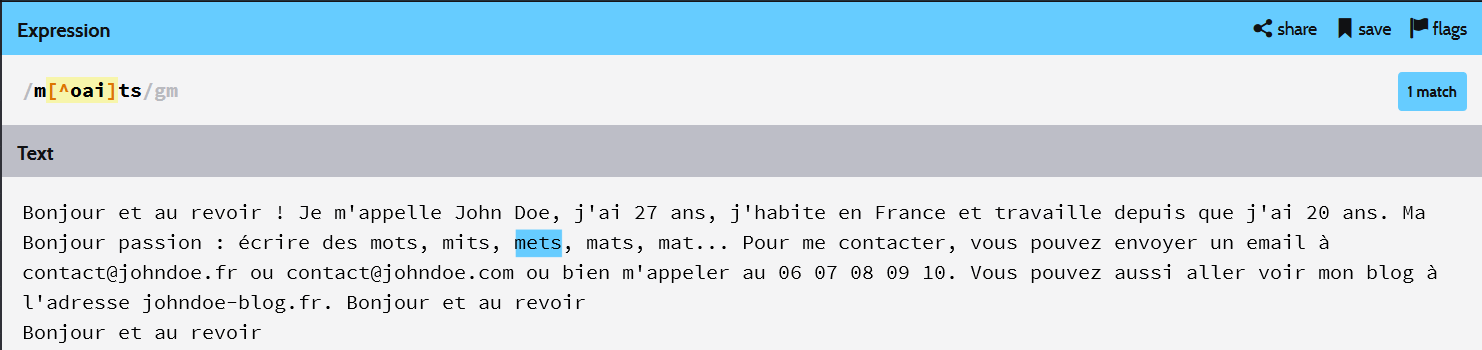 Expression
share save flags
/m[^oai]ts/gm
1 match
Text
Bonjour et au revoir ! Je m'appelle John Doe, j'ai 27 ans, j'habite en France et travaille depuis que j'ai 20 ans. Ma
Bonjour passion : écrire des mots, mits, mets, mats, mat... Pour me contacter, vous pouvez envoyer un email à
contact@johndoe.fr ou contact@johndoe.com ou bien m'appeler au 06 07 08 09 10. Vous pouvez aussi aller voir mon blog à
l'adresse johndoe-blog.fr. Bonjour et au revoir
Bonjour et au revoir